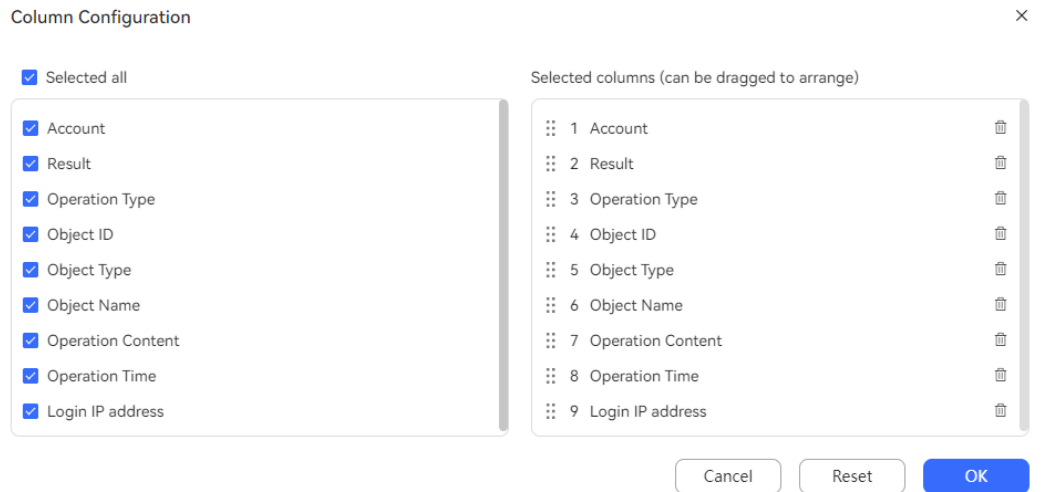 Column Configuration
Selected all
Account
Result
Operation Type
Object ID
Object Type
Object Name
Operation Content
Operation Time
Login IP address
Selected columns (can be dragged to arrange)
1 Account
2 Result
3 Operation Type
4 Object ID
5 Object Type
6 Object Name
7 Operation Content
8 Operation Time
9 Login IP address
Cancel
Reset
OK